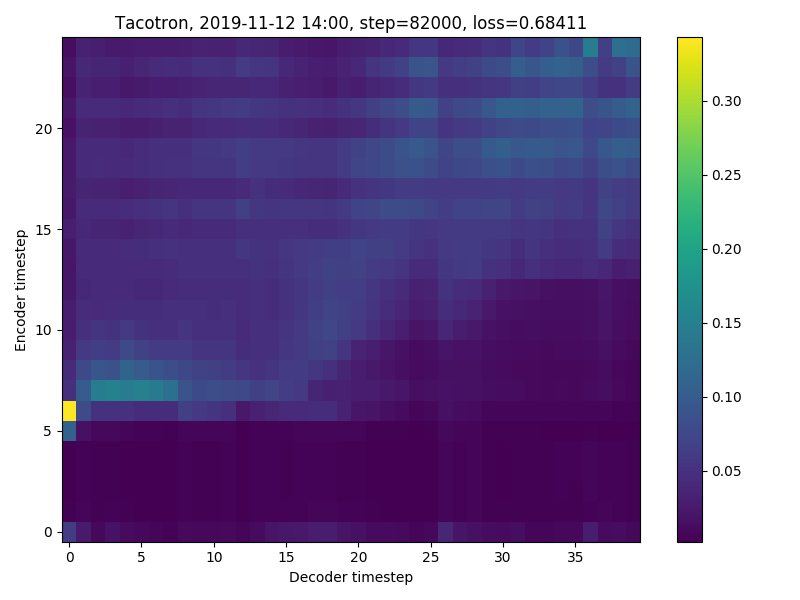 Tacotron, 2019-11-12 14:00, step=82000, loss=0.68411
Encoder timestep
20
15
10
5
0
0 5 10 15 20 25 30 35
Decoder timestep
0.30
0.25
0.20
0.15
0.10
0.05